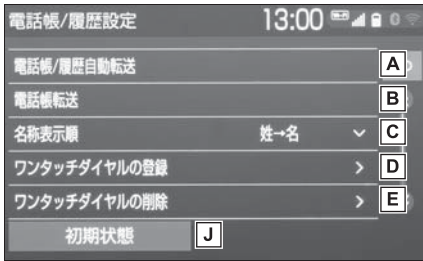 電話帳/履歴設定 13:00
電話帳/履歴自動転送 A
電話帳転送 B
名称表示順 姓→名 C
ワンタッチダイヤルの登録 D
ワンタッチダイヤルの削除 E
初期状態 J